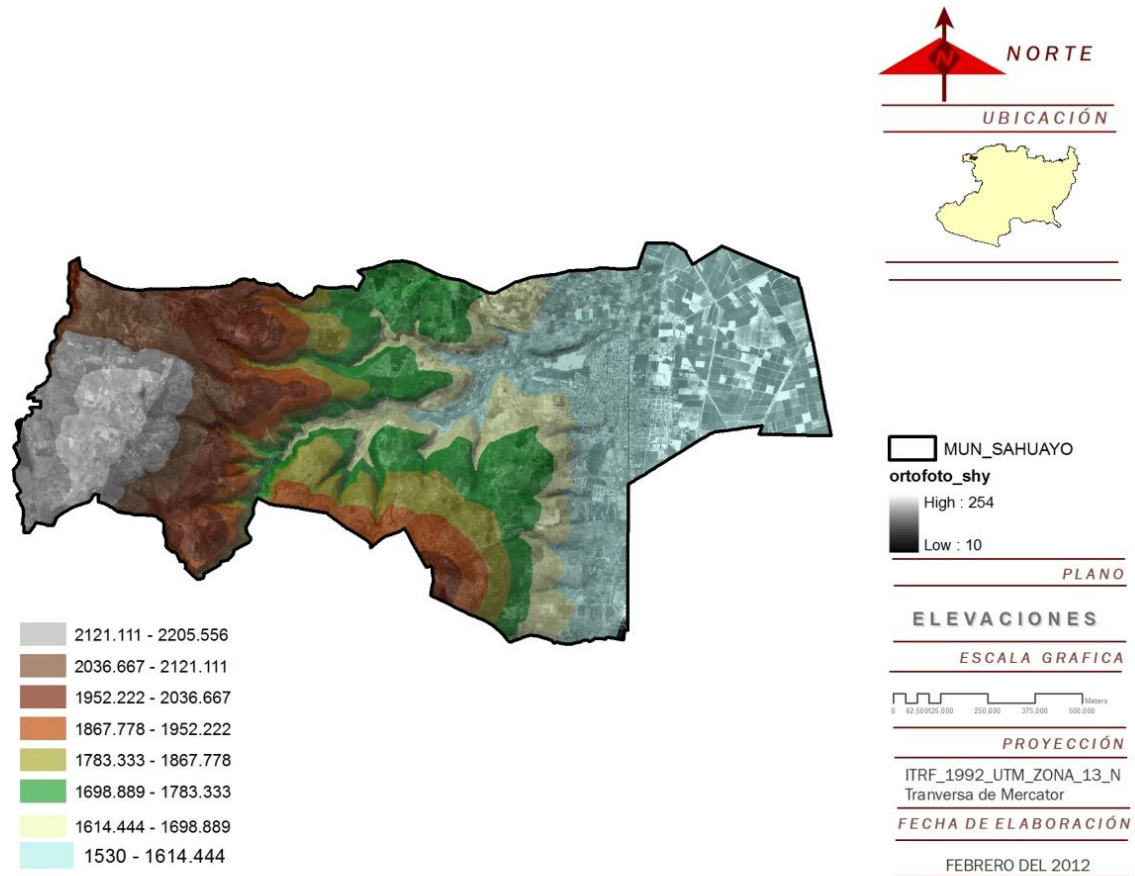 N NORTE
UBICACIÓN
MUN_SAHUAYO
ortofoto_shy
High : 254
Low : 10
PLANO
ELEVACIONES
ESCALA GRAFICA
Meters
0 62,500125,000 250,000 375,000 500,000
PROYECCIÓN
ITRF_1992_UTM_ZONA_13_N
Tranversa de Mercator
FECHA DE ELABORACIÓN
FEBRERO DEL 2012
2121.111 - 2205.556
2036.667 - 2121.111
1952.222 - 2036.667
1867.778 - 1952.222
1783.333 - 1867.778
1698.889 - 1783.333
1614.444 - 1698.889
1530 - 1614.444